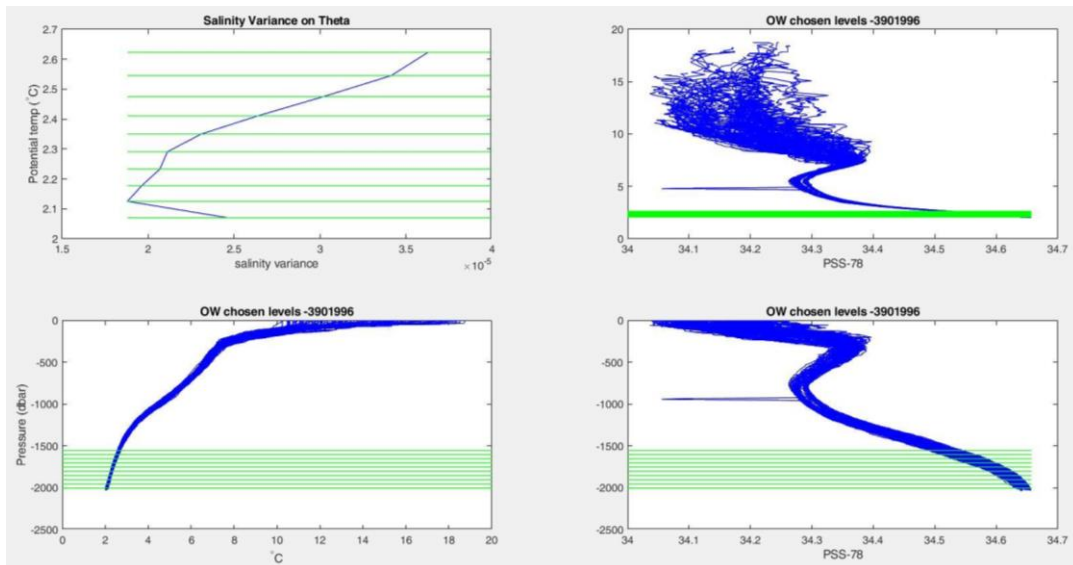 Salinity Variance on Theta
2.7
2.6
2.5
2.4
2.3
2.2
2.1
2
Potential temp (°C)
1.5 2 2.5 3 3.5 4
salinity variance
×10-5
OW chosen levels -3901996
20
15
10
5
0
34 34.1 34.2 34.3 34.4 34.5 34.6 34.7
PSS-78
OW chosen levels -3901996
0
-500
-1000
-1500
-2000
-2500
Pressure (dbar)
0 2 4 6 8 10 12 14 16 18 20
°C
OW chosen levels -3901996
0
-500
-1000
-1500
-2000
-2500
34 34.1 34.2 34.3 34.4 34.5 34.6 34.7
PSS-78